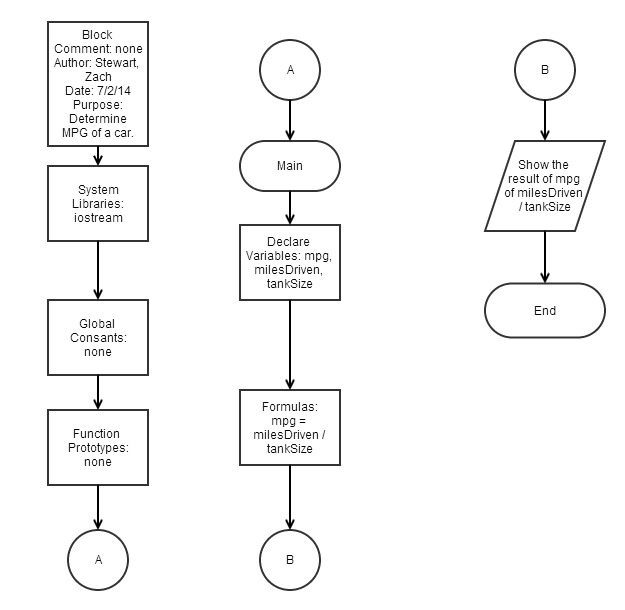 Block
Comment: none
Author: Stewart,
Zach
Date: 7/2/14
Purpose:
Determine
MPG of a car.
System
Libraries:
iostream
Global
Consants:
none
Function
Prototypes:
none
A
A
Main
Declare
Variables: mpg,
milesDriven,
tankSize
Formulas:
mpg =
milesDriven /
tankSize
B
B
Show the
result of mpg
of milesDriven
/ tankSize
End